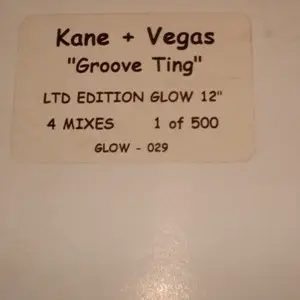 Kane + Vegas
"Groove Ting"
LTD EDITION GLOW 12"
4 MIXES 1 of 500
GLOW - 029